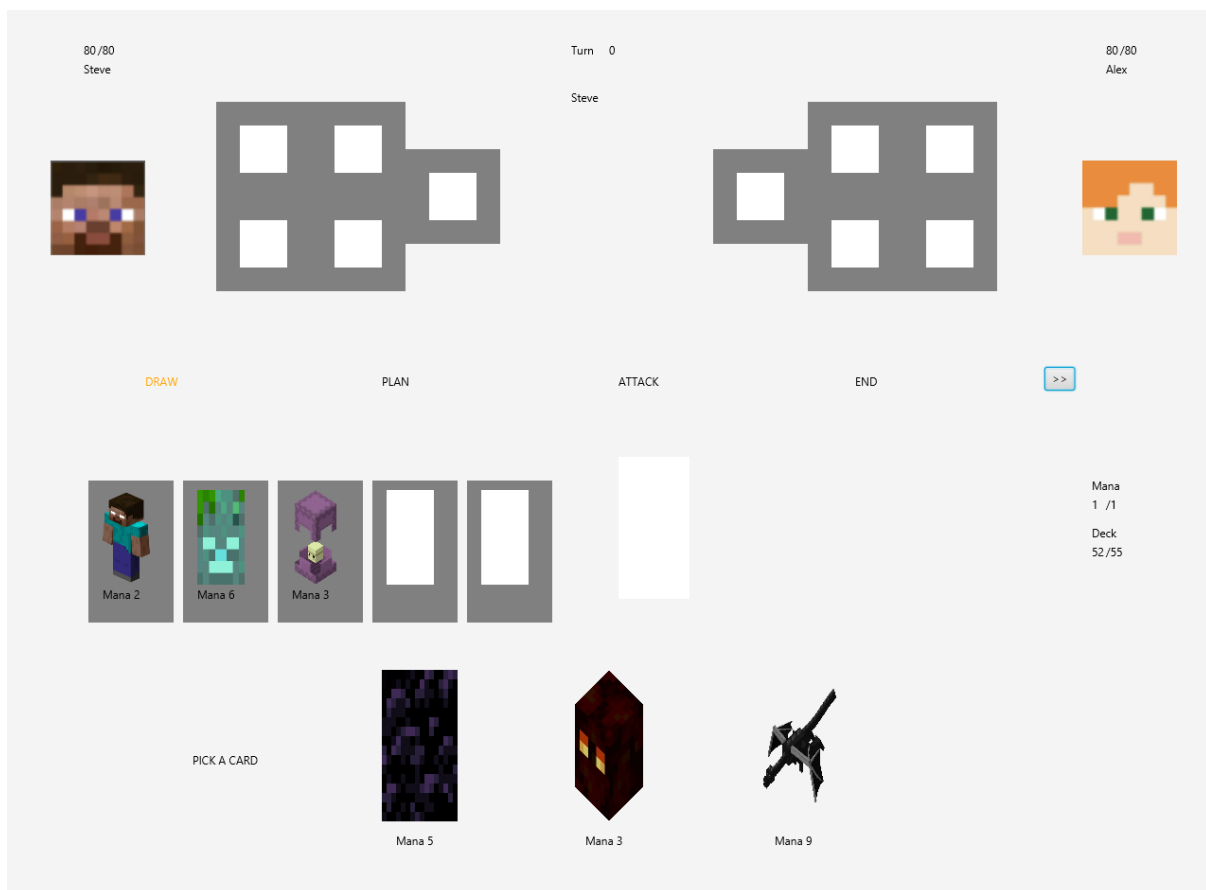 80/80
Steve
Turn 0
Steve
80/80
Alex
DRAW
PLAN
ATTACK
END
>>
Mana 2
Mana 6
Mana 3
Mana
1 /1
Deck
52/55
PICK A CARD
Mana 5
Mana 3
Mana 9